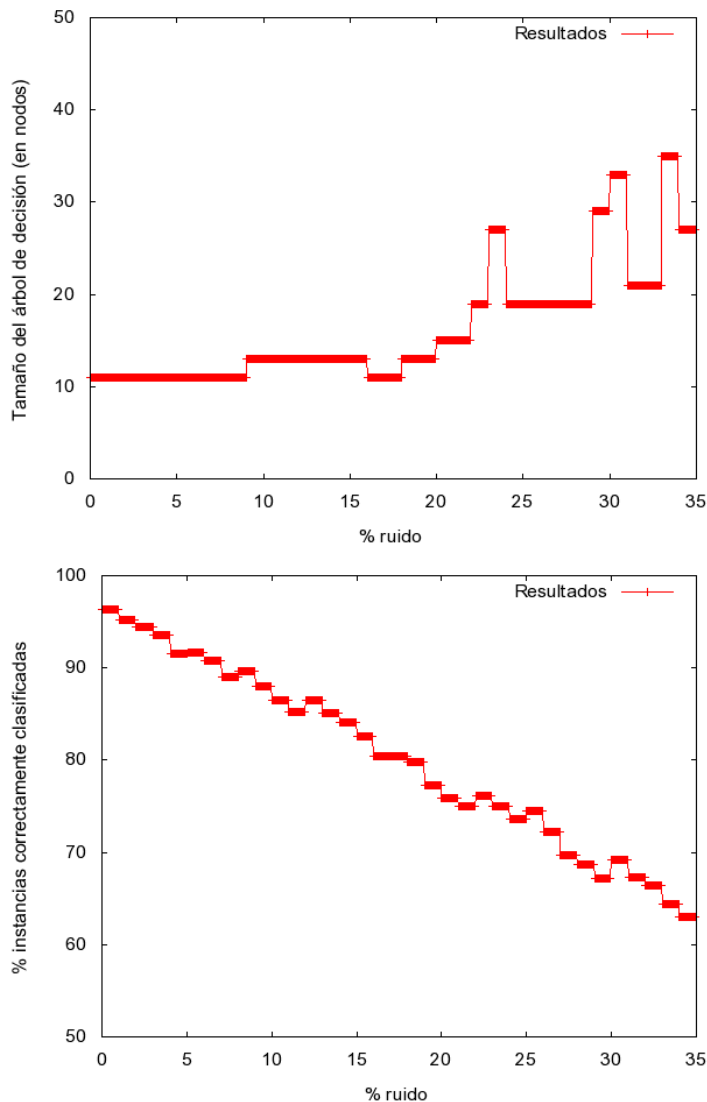 50
Resultados
40
30
20
10
0
Tamaño del árbol de decisión (en nodos)
0 5 10 15 20 25 30 35
% ruido
100
Resultados
90
80
70
60
50
% instancias correctamente clasificadas
0 5 10 15 20 25 30 35
% ruido